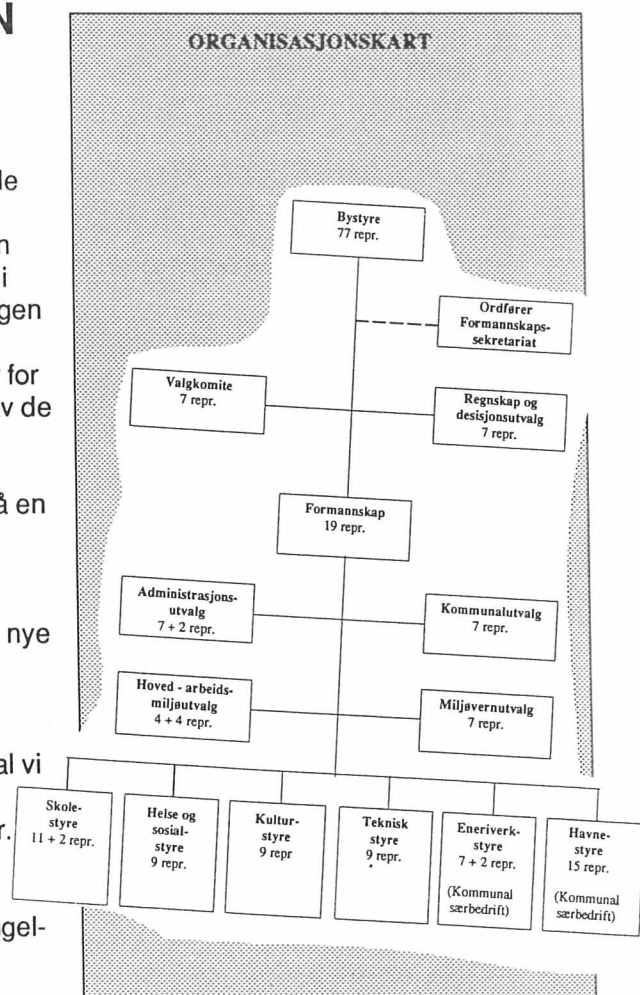 N
ORGANISASJONSKART
le
n
i
gen
for
v de
å en
nye
al vi
r.
gel-
Bystyre
77 repr.
Ordfører
Formannskaps-
sekretariat
Valgkomite
7 repr.
Regnskap og
desisjonsutvalg
7 repr.
Formannskap
19 repr.
Administrasjons-
utvalg
7 + 2 repr.
Kommunalutvalg
7 repr.
Hoved - arbeids-
miljøutvalg
4 + 4 repr.
Miljøvernutvalg
7 repr.
Skole-
styre
11 + 2 repr.
Helse og
sosial-
styre
9 repr.
Kultur-
styre
9 repr
Teknisk
styre
9 repr.
Eneriverk-
styre
7 + 2 repr.
(Kommunal
særbedrift)
Havne-
styre
15 repr.
(Kommunal
særbedrift)